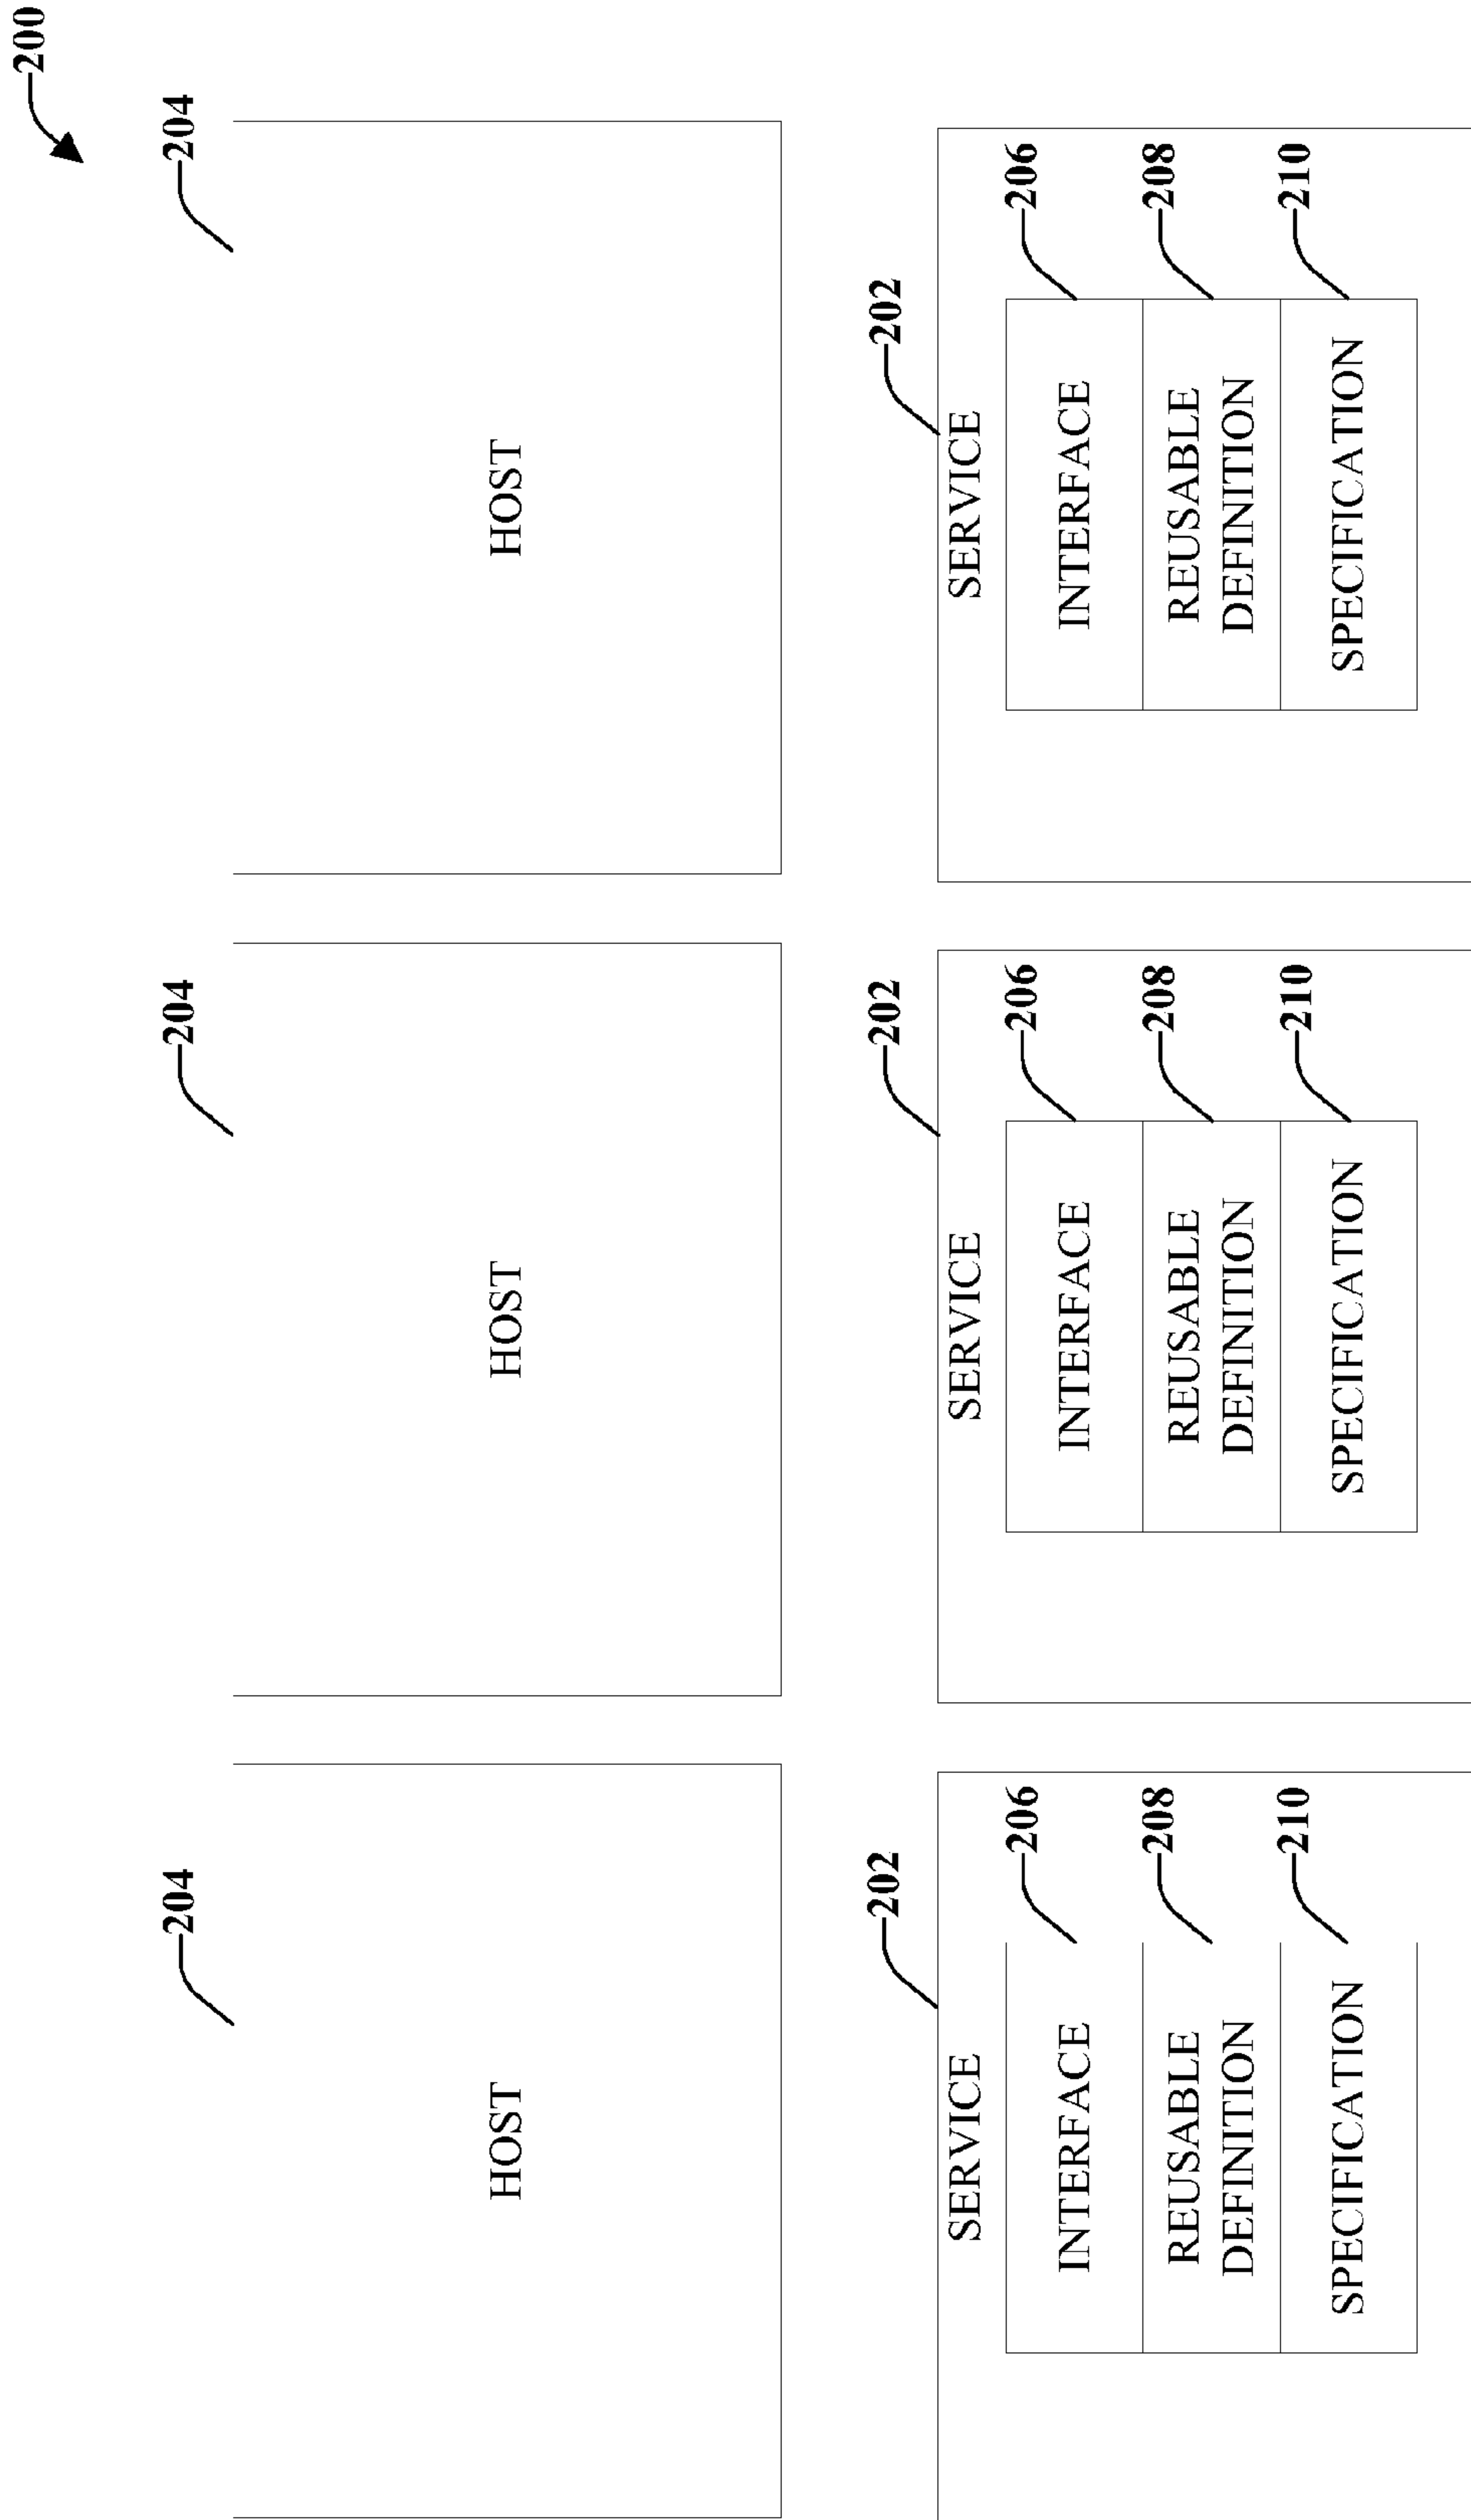 200
204
204
204
HOST
HOST
HOST
202
202
202
SERVICE
SERVICE
SERVICE
INTERFACE
206
REUSABLE
DEFINITION
208
SPECIFICATION
210
INTERFACE
206
REUSABLE
DEFINITION
208
SPECIFICATION
210
INTERFACE
206
REUSABLE
DEFINITION
208
SPECIFICATION
210